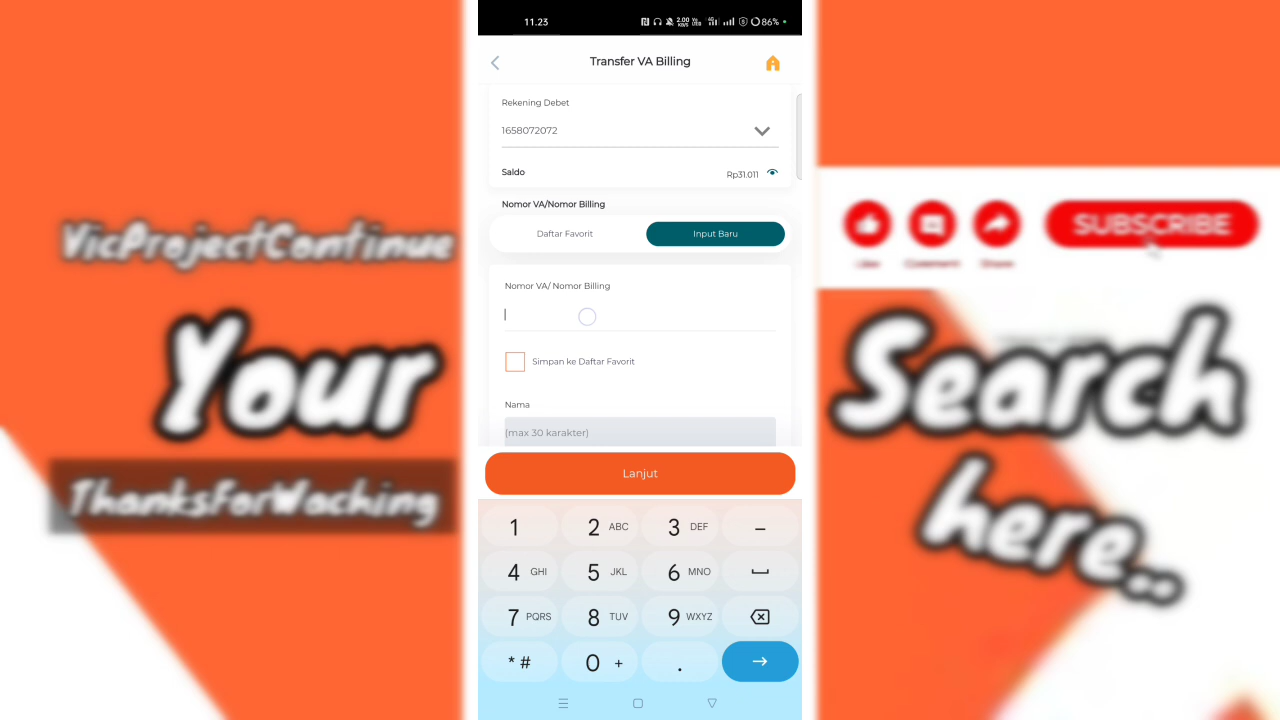 11.23
2.00 KB/S
86%
Transfer VA Billing
Rekening Debet
1658072072
Saldo
Rp31.011
Nomor VA/Nomor Billing
Daftar Favorit
Input Baru
Nomor VA/ Nomor Billing
Simpan ke Daftar Favorit
Nama
(max 30 karakter)
Lanjut
1
2 ABC
3 DEF
–
4 GHI
5 JKL
6 MNO
7 PQRS
8 TUV
9 WXYZ
* #
0 +
.
VicProjectContinue
Your
ThanksForWaching
Like
Comment
Share
SUBSCRIBE
Search
here..